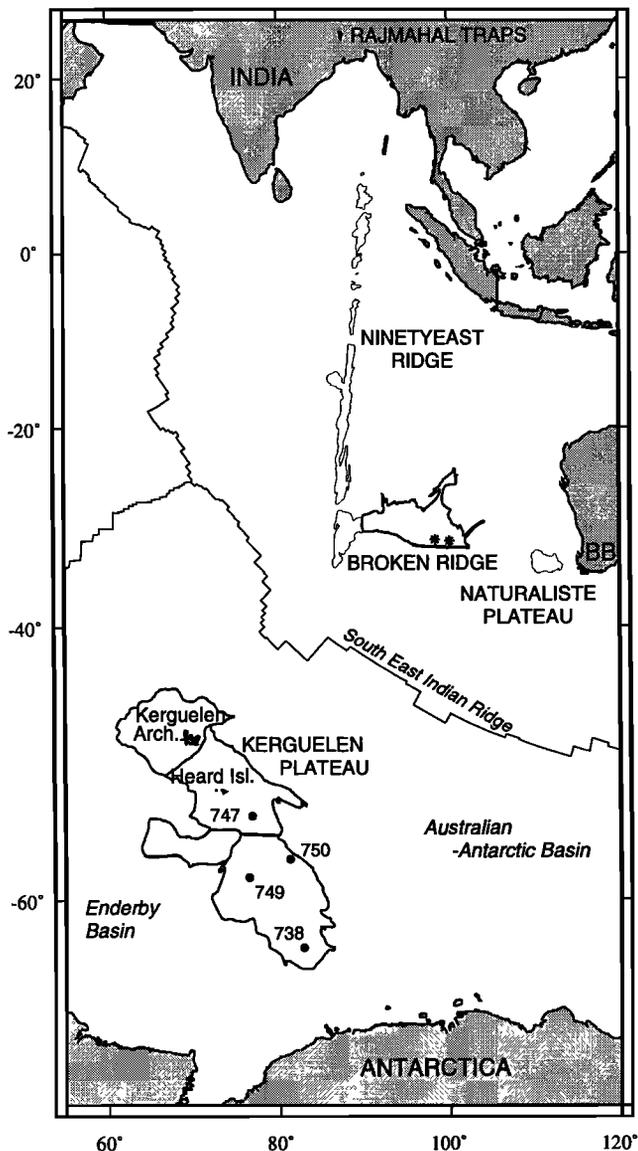 RAJMAHAL TRAPS
INDIA
20°
0°
NINETYEAST
RIDGE
-20°
BB
BROKEN RIDGE
NATURALISTE
PLATEAU
-40°
South East Indian Ridge
Kerguelen
Arch..
KERGUELEN
PLATEAU
Heard Isl.
747
Australian
-Antarctic Basin
750
749
-60°
Enderby
Basin
738
ANTARCTICA
60°
80°
100°
120°